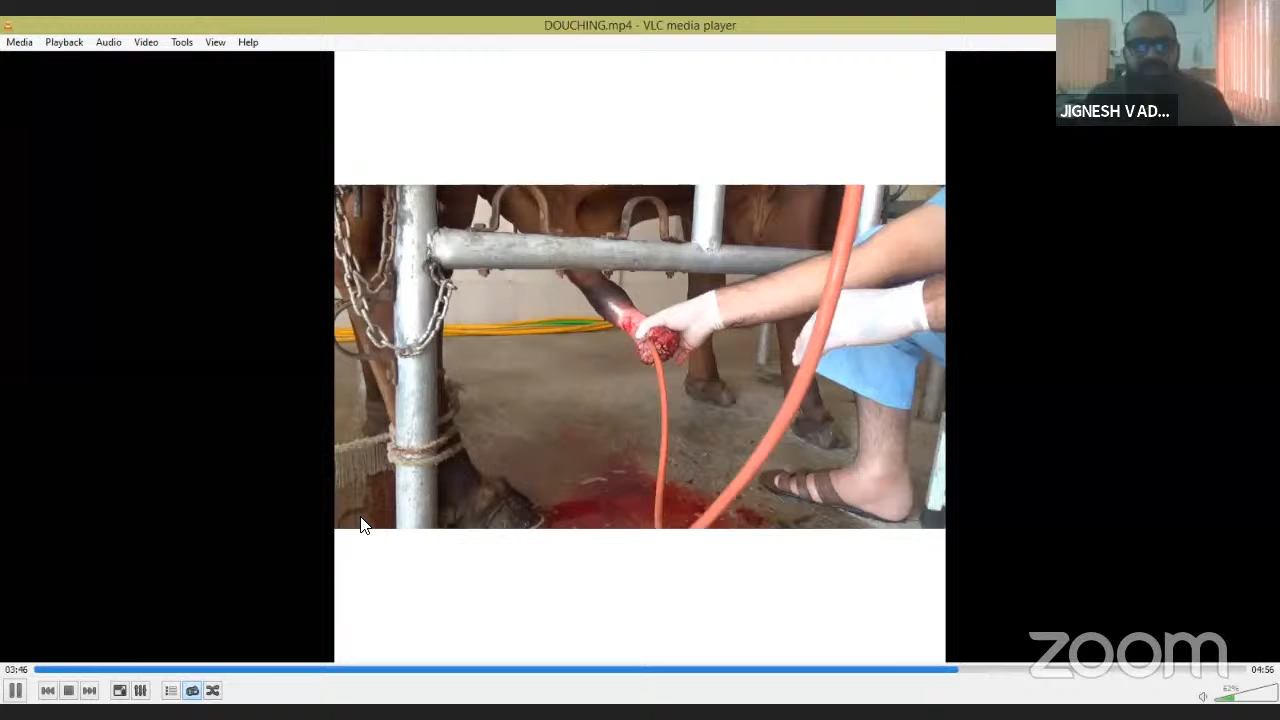 DOUCHING.mp4 - VLC media player
Media Playback Audio Video Tools View Help
JIGNESH V AD...
zoom
03:46
04:56
62%